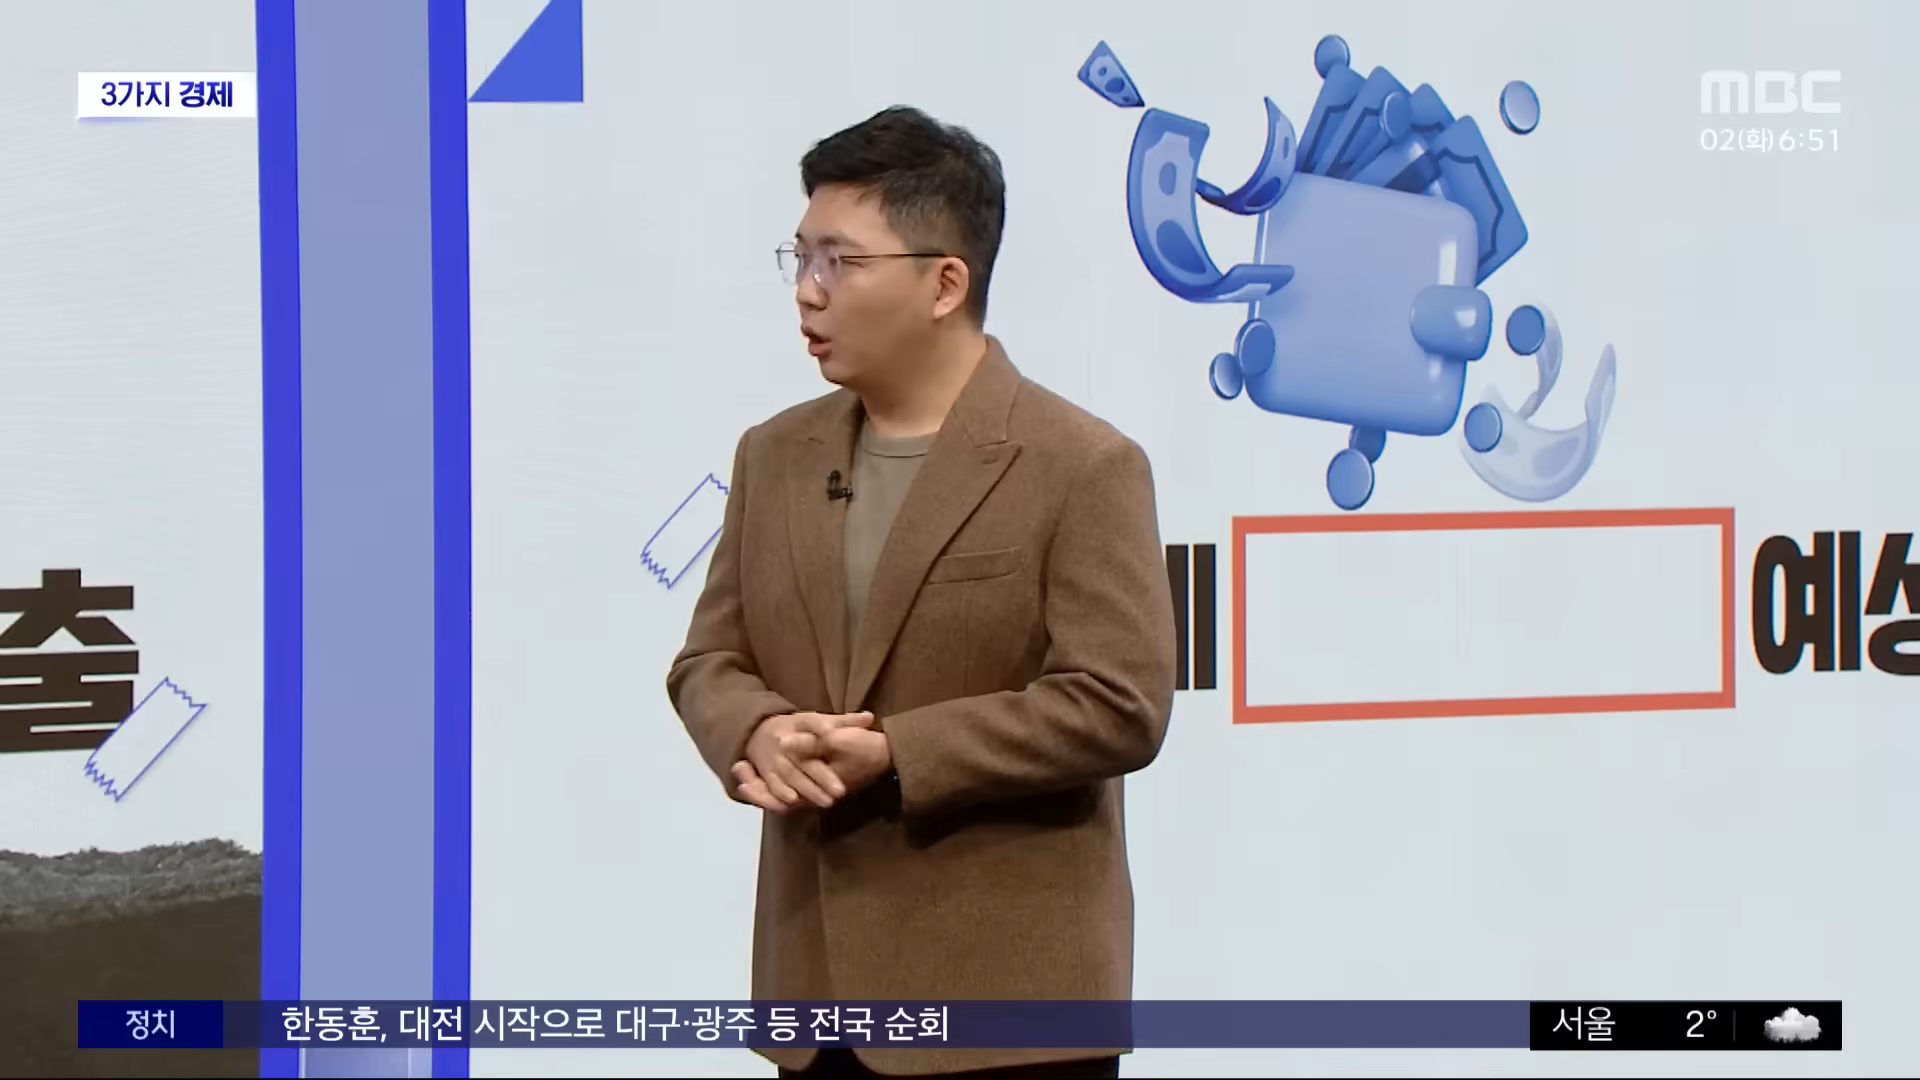 3가지 경제
MBC
02(화) 6:51
출
예상
정치 한동훈, 대전 시작으로 대구·광주 등 전국 순회
서울 2°